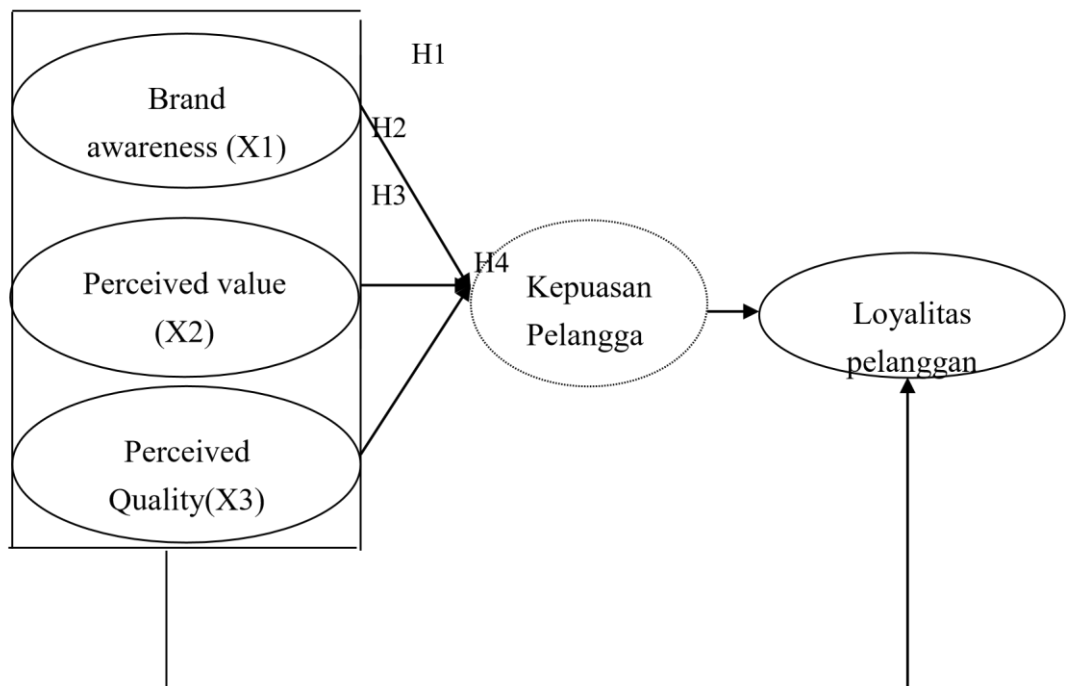 H1
Brand
awareness (X1)
H2
H3
Perceived value
(X2)
H4
Kepuasan
Pelangga
Loyalitas
pelanggan
Perceived
Quality(X3)